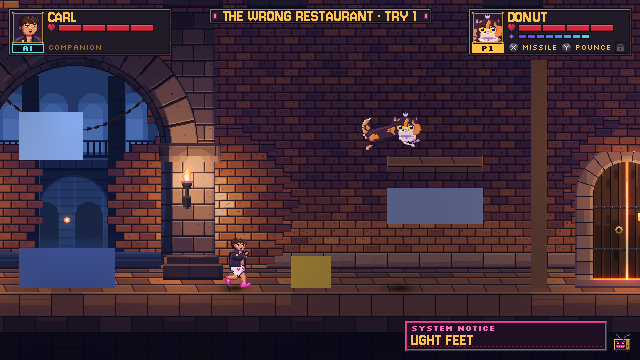 CARL
AI COMPANION
THE WRONG RESTAURANT · TRY 1
DONUT
P1 X MISSILE Y POUNCE
SYSTEM NOTICE
LIGHT FEET